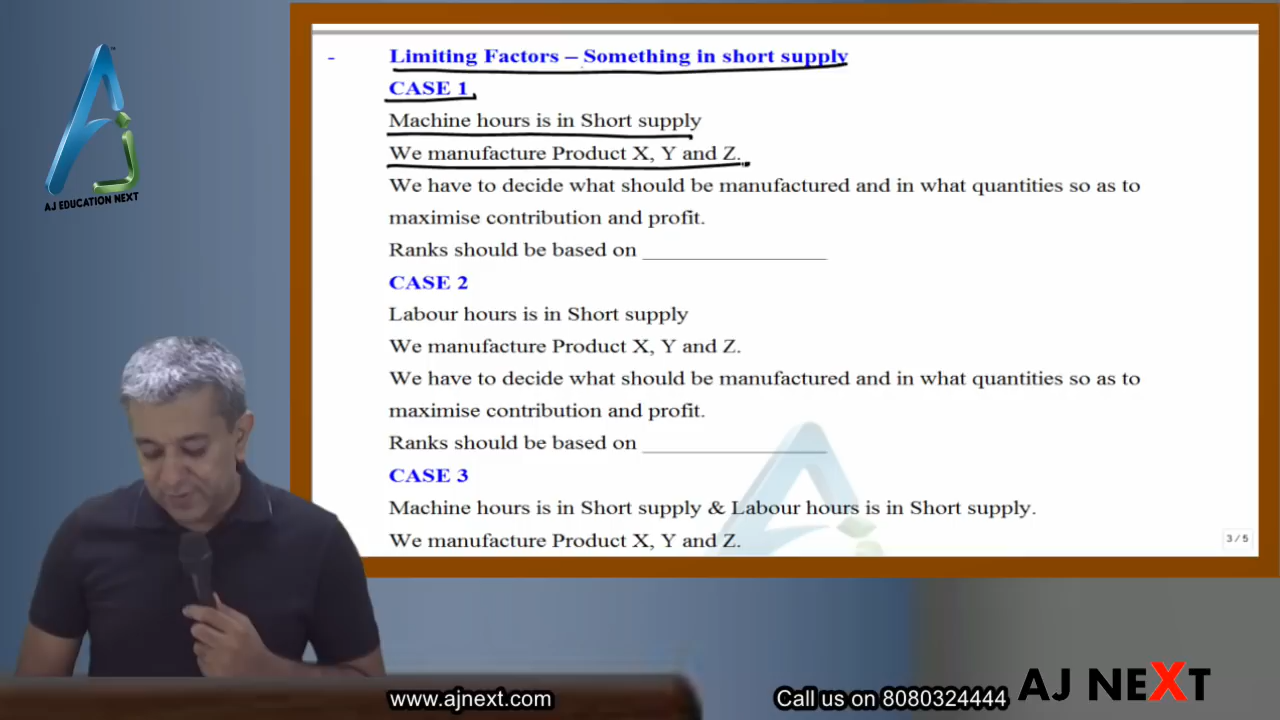 - Limiting Factors – Something in short supply
CASE 1
Machine hours is in Short supply
We manufacture Product X, Y and Z.
We have to decide what should be manufactured and in what quantities so as to
maximise contribution and profit.
Ranks should be based on ___________________
CASE 2
Labour hours is in Short supply
We manufacture Product X, Y and Z.
We have to decide what should be manufactured and in what quantities so as to
maximise contribution and profit.
Ranks should be based on ___________________
CASE 3
Machine hours is in Short supply & Labour hours is in Short supply.
We manufacture Product X, Y and Z.
3 / 5
AJ EDUCATION NEXT
www.ajnext.com
Call us on 8080324444
AJ NEXT